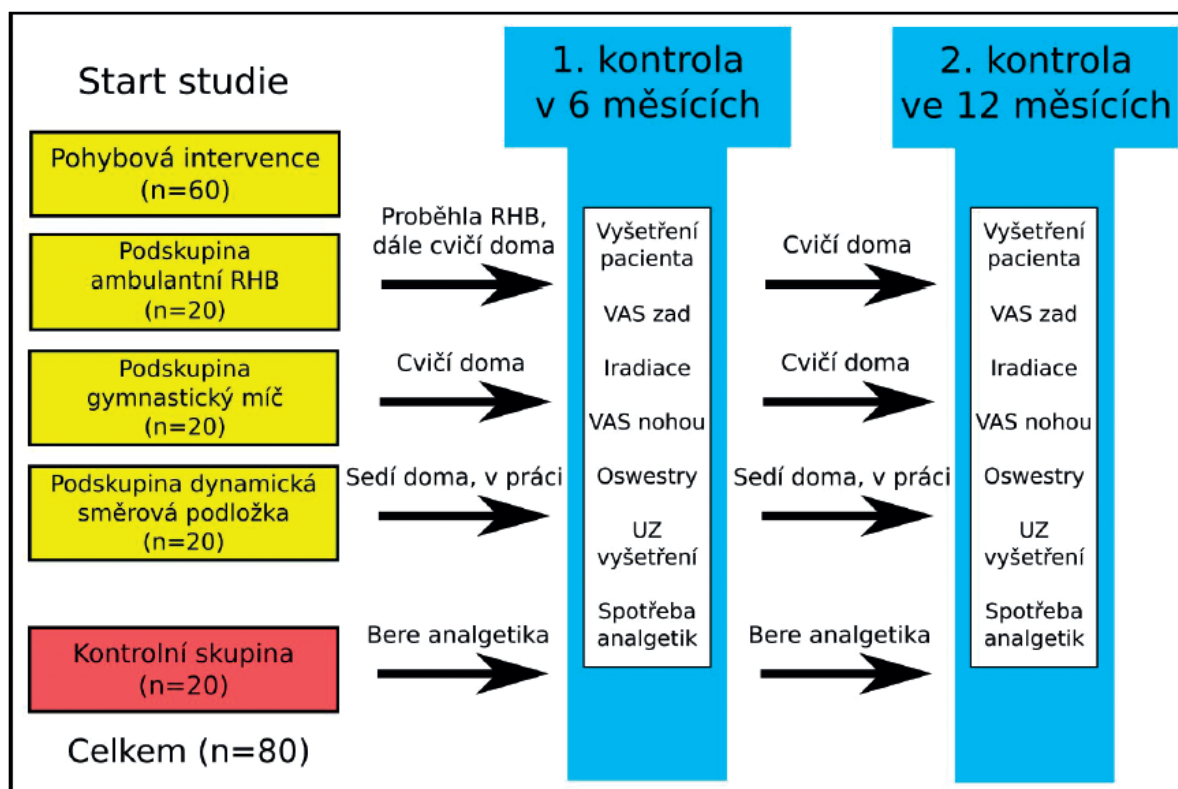 Start studie
Pohybová intervence
(n=60)
Podskupina
ambulantní RHB
(n=20)
Podskupina
gymnastický míč
(n=20)
Podskupina dynamická
směrová podložka
(n=20)
Kontrolní skupina
(n=20)
Celkem (n=80)
Proběhla RHB,
dále cvičí doma
Cvičí doma
Sedí doma, v práci
Bere analgetika
1. kontrola
v 6 měsících
Vyšetření
pacienta
VAS zad
Iradiace
VAS nohou
Oswestry
UZ
vyšetření
Spotřeba
analgetik
Cvičí doma
Cvičí doma
Sedí doma, v práci
Bere analgetika
2. kontrola
ve 12 měsících
Vyšetření
pacienta
VAS zad
Iradiace
VAS nohou
Oswestry
UZ
vyšetření
Spotřeba
analgetik